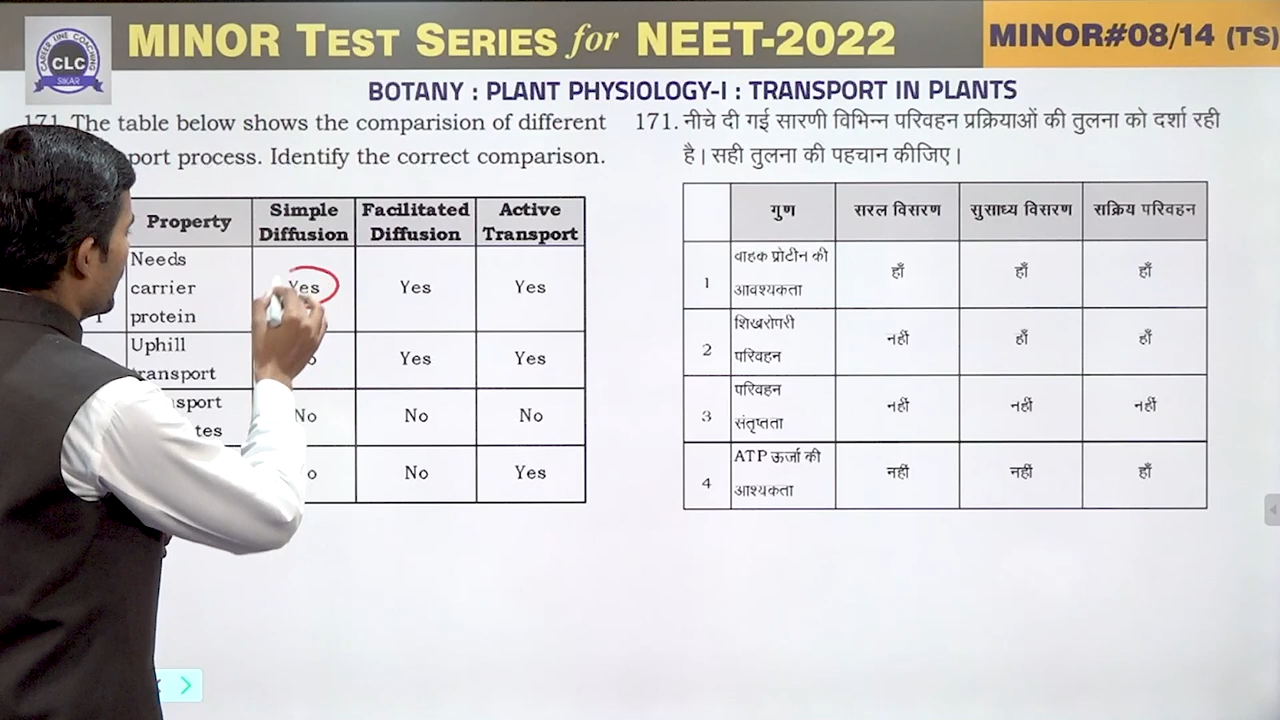 MINOR TEST SERIES for NEET-2022
MINOR#08/14 (TS)
CAREER LINE COACHING
CLC
SIKAR
BOTANY : PLANT PHYSIOLOGY-I : TRANSPORT IN PLANTS
171. The table below shows the comparision of different
port process. Identify the correct comparison.
Property Simple Diffusion Facilitated Diffusion Active Transport
1 Needs carrier protein Yes Yes Yes
Uphill transport Yes Yes
No No No
No Yes
171. नीचे दी गई सारणी विभिन्न परिवहन प्रक्रियाओं की तुलना को दर्शा रही
है। सही तुलना की पहचान कीजिए।
गुण सरल विसरण सुसाध्य विसरण सक्रिय परिवहन
1 वाहक प्रोटीन की आवश्यकता हाँ हाँ हाँ
2 शिखरोपरी परिवहन नहीं हाँ हाँ
3 परिवहन संतृप्तता नहीं नहीं नहीं
4 ATP ऊर्जा की आश्यकता नहीं नहीं हाँ